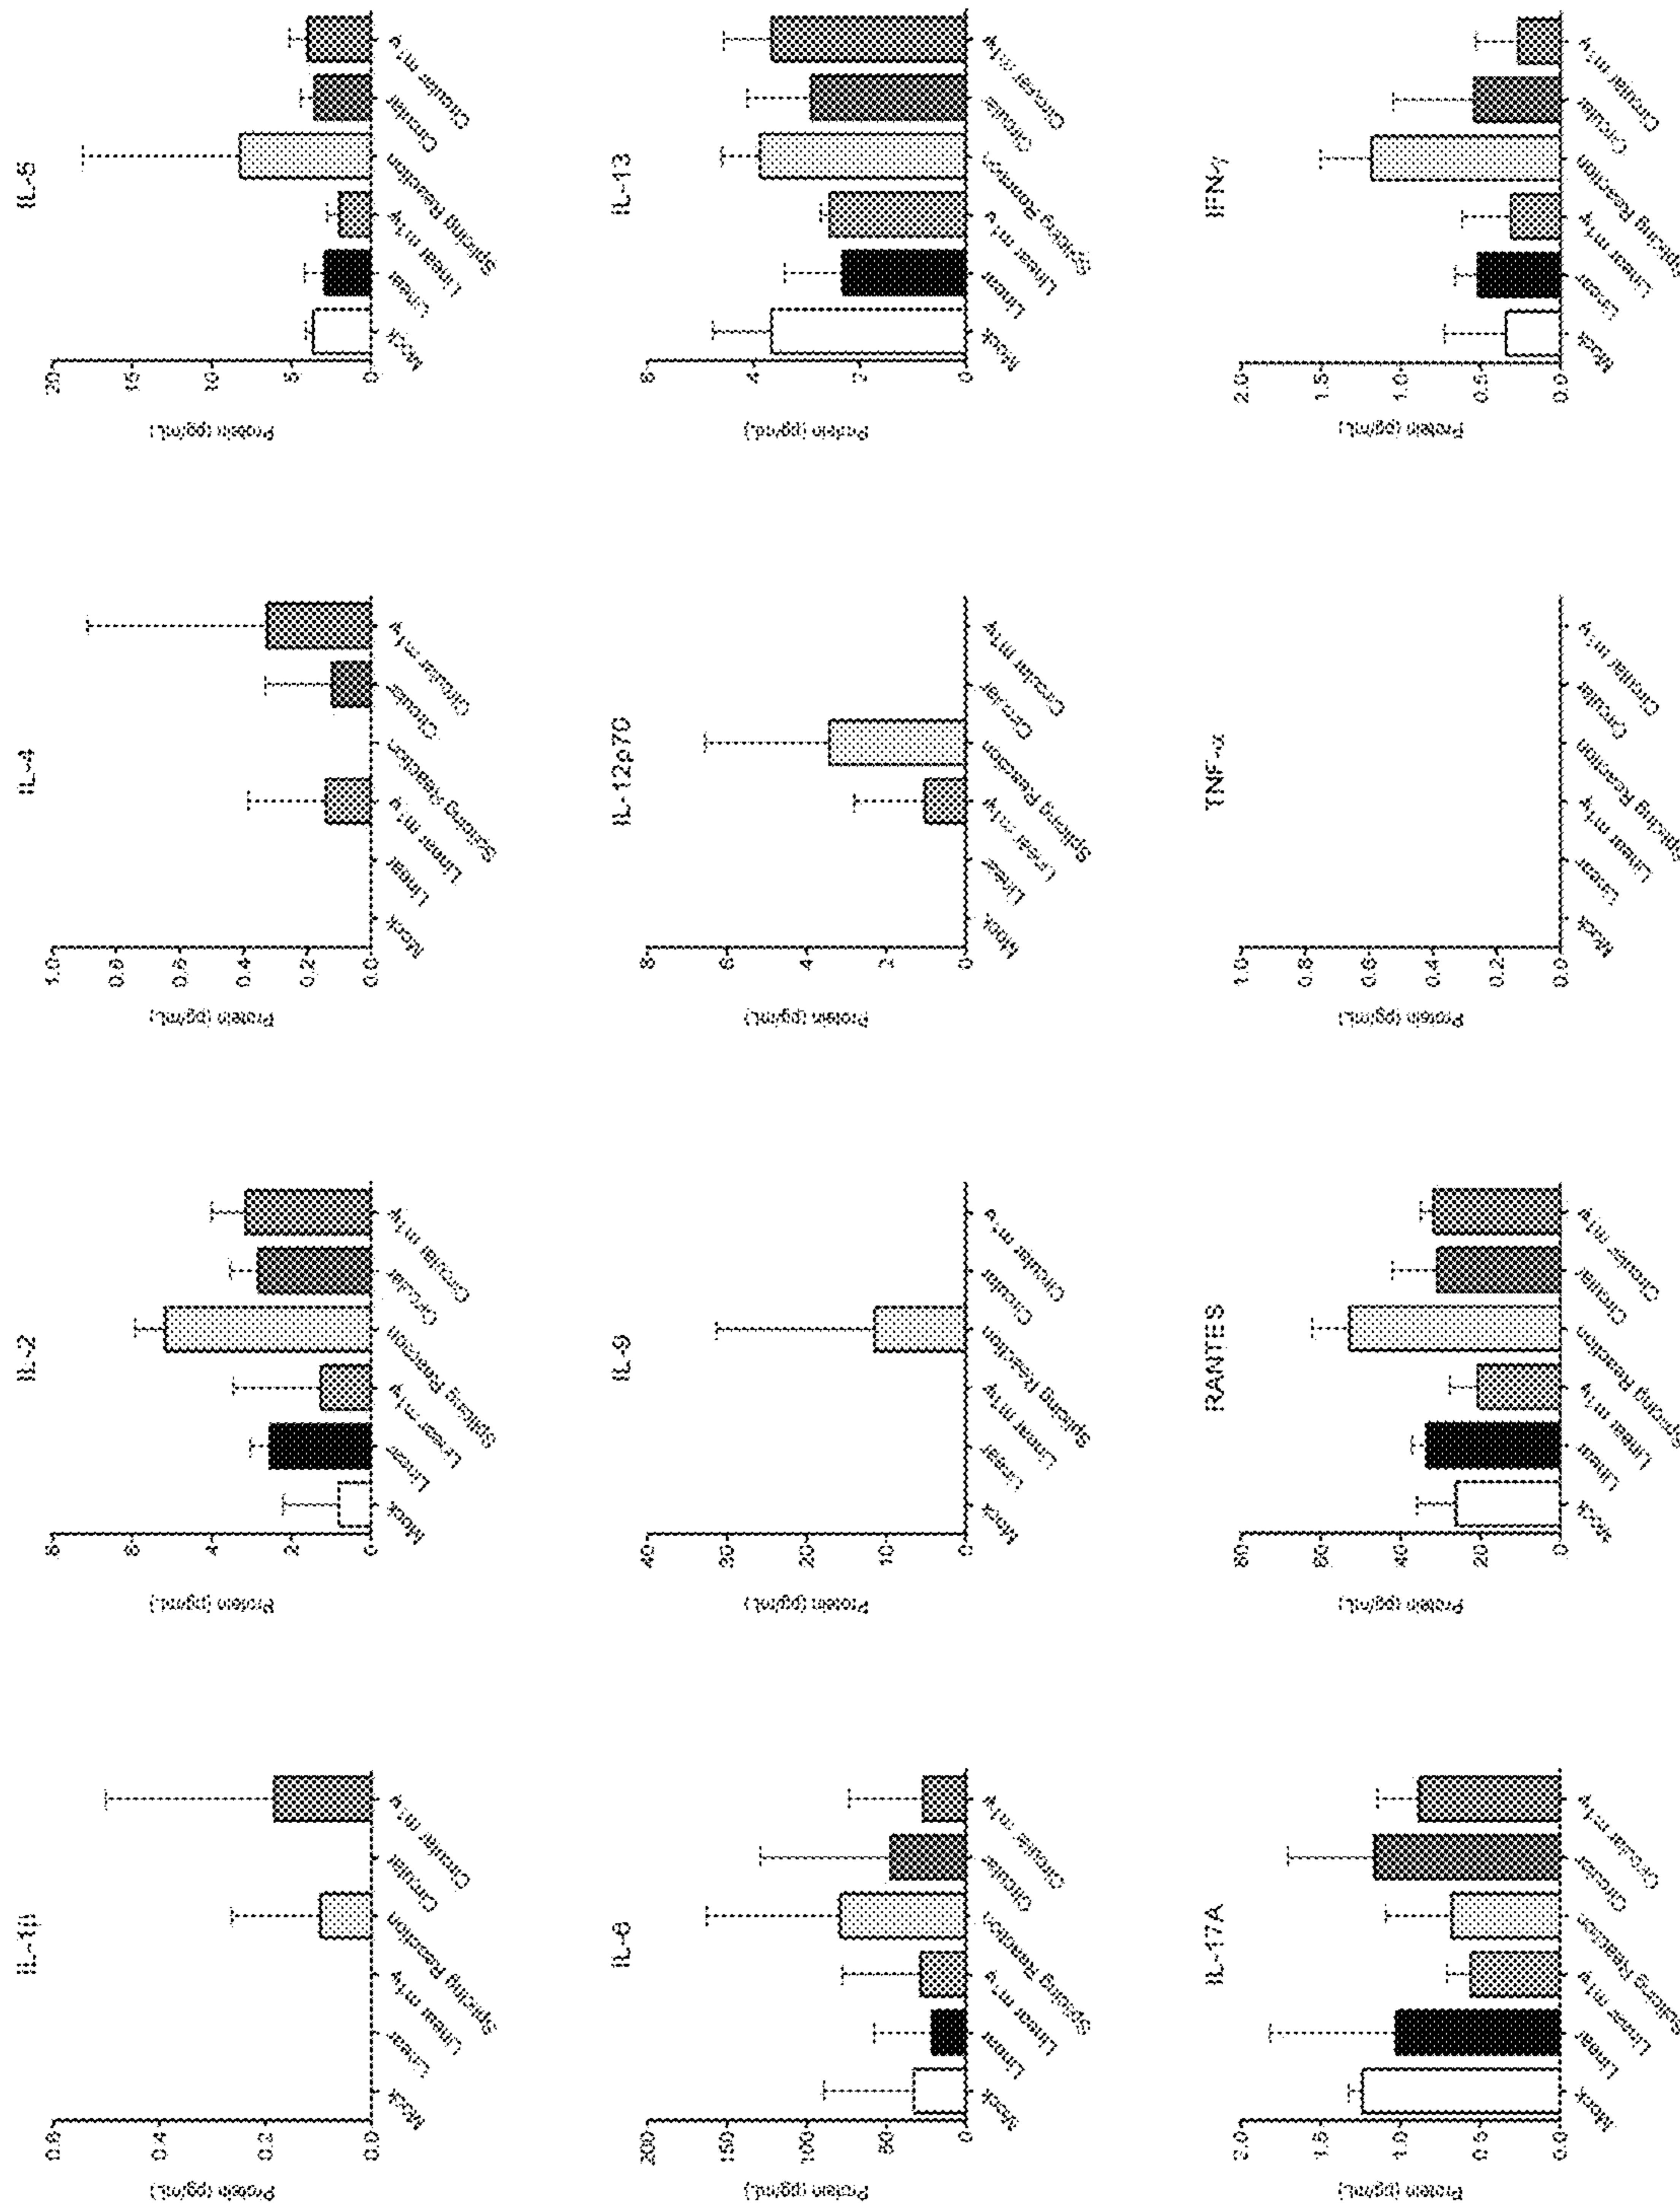 IL-1β
Protein (pg/mL)
0.6
0.4
0.2
0.0
Mock
Linear
Linear m1ψ
Splicing Reaction
Circular
Circular m1ψ
IL-2
Protein (pg/mL)
8
6
4
2
0
Mock
Linear
Linear m1ψ
Splicing Reaction
Circular
Circular m1ψ
IL-4
Protein (pg/mL)
1.0
0.8
0.6
0.4
0.2
0.0
Mock
Linear
Linear m1ψ
Splicing Reaction
Circular
Circular m1ψ
IL-5
Protein (pg/mL)
20
15
10
5
0
Mock
Linear
Linear m1ψ
Splicing Reaction
Circular
Circular m1ψ
IL-6
Protein (pg/mL)
200
150
100
50
0
Mock
Linear
Linear m1ψ
Splicing Reaction
Circular
Circular m1ψ
IL-9
Protein (pg/mL)
40
30
20
10
0
Mock
Linear
Linear m1ψ
Splicing Reaction
Circular
Circular m1ψ
IL-12p70
Protein (pg/mL)
8
6
4
2
0
Mock
Linear
Linear m1ψ
Splicing Reaction
Circular
Circular m1ψ
IL-13
Protein (pg/mL)
6
4
2
0
Mock
Linear
Linear m1ψ
Splicing Reaction
Circular
Circular m1ψ
IL-17A
Protein (pg/mL)
2.0
1.5
1.0
0.5
0.0
Mock
Linear
Linear m1ψ
Splicing Reaction
Circular
Circular m1ψ
RANTES
Protein (pg/mL)
80
60
40
20
0
Mock
Linear
Linear m1ψ
Splicing Reaction
Circular
Circular m1ψ
TNF-α
Protein (pg/mL)
1.0
0.8
0.6
0.4
0.2
0.0
Mock
Linear
Linear m1ψ
Splicing Reaction
Circular
Circular m1ψ
IFN-γ
Protein (pg/mL)
2.0
1.5
1.0
0.5
0.0
Mock
Linear
Linear m1ψ
Splicing Reaction
Circular
Circular m1ψ